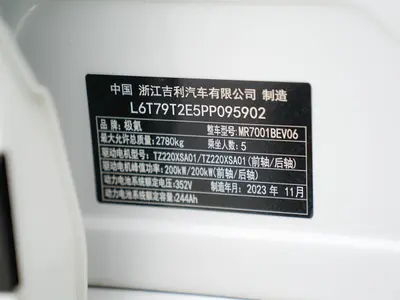 中国 浙江吉利汽车有限公司 制造
L6T79T2E5PP095902
品牌:极氪 整车型号:MR7001BEV06
最大允许总质量:2780kg 乘坐人数:5
驱动电机型号:TZ220XSA01/TZ220XSA01(前轴/后轴)
驱动电机峰值功率:200kW/200kW(前轴/后轴)
动力电池系统额定电压:352V 2023 年 11月
动力电池系统额定容量:244Ah